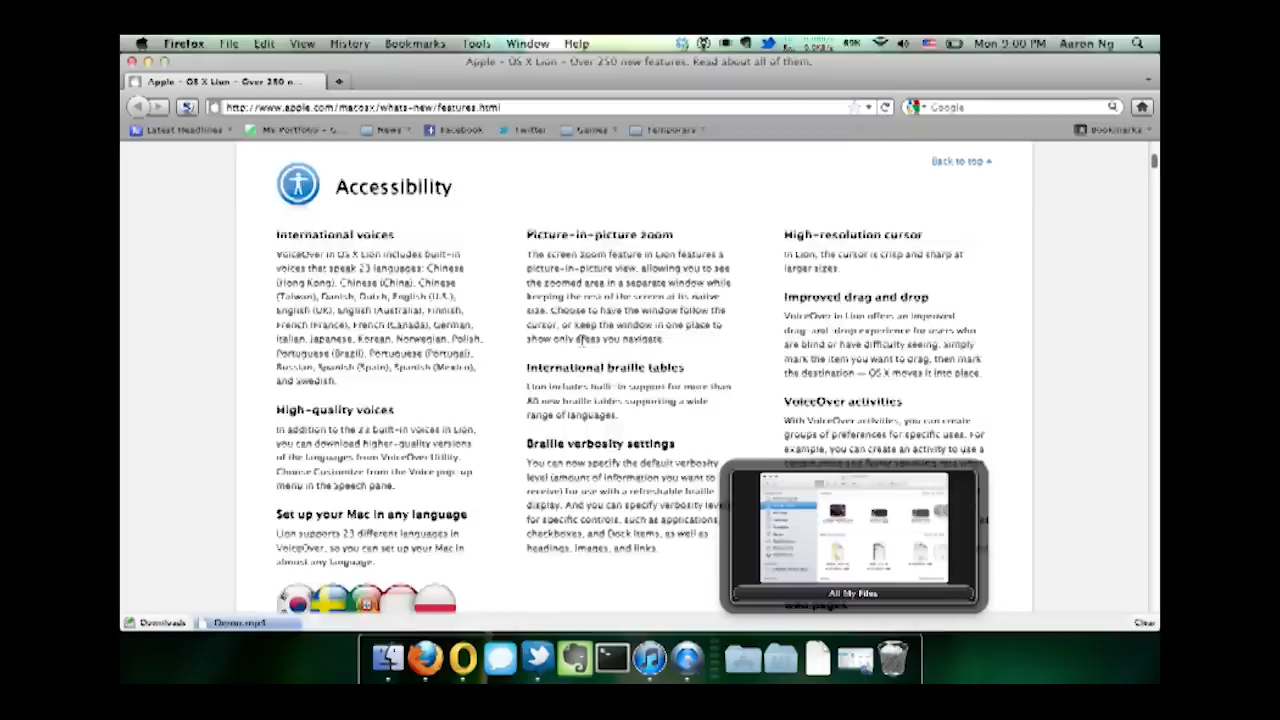 Firefox File Edit View History Bookmarks Tools Window Help Mon 9:00 PM Aaron Ng
Apple - OS X Lion - Over 250 new features. Read about all of them.
Apple - OS X Lion - Over 250 n...
http://www.apple.com/macosx/whats-new/features.html
Google
Latest Headlines My Portfolio - G... News Facebook Twitter Games Temporary Bookmarks
Back to top
Accessibility
International voices
VoiceOver in OS X Lion includes built-in
voices that speak 23 languages: Chinese
(Hong Kong), Chinese (China), Chinese
(Taiwan), Danish, Dutch, English (U.S.),
English (UK), English (Australia), Finnish,
French (France), French (Canada), German,
Italian, Japanese, Korean, Norwegian, Polish,
Portuguese (Brazil), Portuguese (Portugal),
Russian, Spanish (Spain), Spanish (Mexico),
and Swedish.
High-quality voices
In addition to the 23 built-in voices in Lion,
you can download higher-quality versions
of the languages from VoiceOver Utility.
Choose Customize from the Voice pop-up
menu in the Speech pane.
Set up your Mac in any language
Lion supports 23 different languages in
VoiceOver, so you can set up your Mac in
almost any language.
Picture-in-picture zoom
The screen zoom feature in Lion features a
picture-in-picture view, allowing you to see
the zoomed area in a separate window while
keeping the rest of the screen at its native
size. Choose to have the window follow the
cursor, or keep the window in one place to
show only areas you navigate.
International braille tables
Lion includes built-in support for more than
80 new braille tables supporting a wide
range of languages.
Braille verbosity settings
You can now specify the default verbosity
level (amount of information you want to
receive) for use with a refreshable braille
display. And you can specify verbosity
for specific controls, such as applications,
checkboxes, and Dock items, as well as
headings, images, and links.
High-resolution cursor
In Lion, the cursor is crisp and sharp at
larger sizes.
Improved drag and drop
VoiceOver in Lion offers an improved
drag-and-drop experience for users who
are blind or have difficulty seeing. Simply
mark the item you want to drag, then mark
the destination — OS X moves it into place.
VoiceOver activities
With VoiceOver activities, you can create
groups of preferences for specific uses. For
example, you can create an activity to use a
All My Files
Downloads Demo.mp4 Clear